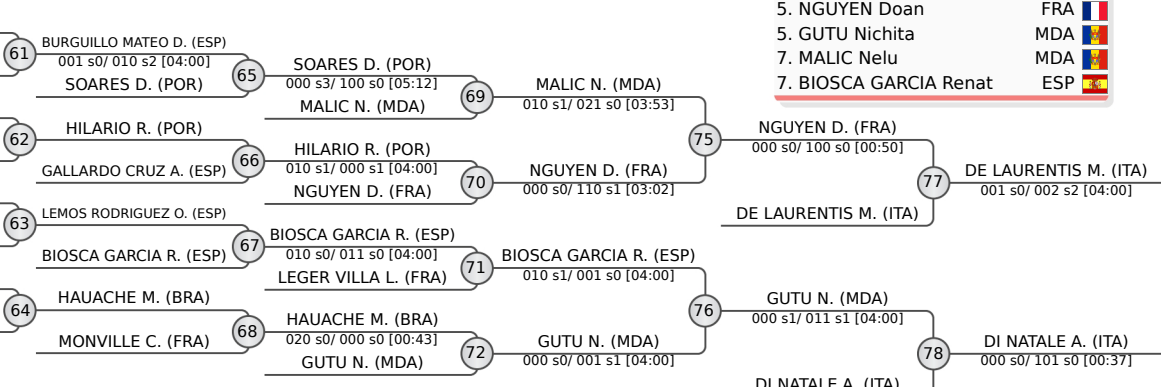 5. NGUYEN Doan FRA
5. GUTU Nichita MDA
7. MALIC Nelu MDA
7. BIOSCA GARCIA Renat ESP
61
BURGUILLO MATEO D. (ESP)
001 s0/ 010 s2 [04:00]
SOARES D. (POR)
62
HILARIO R. (POR)
GALLARDO CRUZ A. (ESP)
63
LEMOS RODRIGUEZ O. (ESP)
BIOSCA GARCIA R. (ESP)
64
HAUACHE M. (BRA)
MONVILLE C. (FRA)
65
SOARES D. (POR)
000 s3/ 100 s0 [05:12]
MALIC N. (MDA)
66
HILARIO R. (POR)
010 s1/ 000 s1 [04:00]
NGUYEN D. (FRA)
67
BIOSCA GARCIA R. (ESP)
010 s0/ 011 s0 [04:00]
LEGER VILLA L. (FRA)
68
HAUACHE M. (BRA)
020 s0/ 000 s0 [00:43]
GUTU N. (MDA)
69
MALIC N. (MDA)
010 s1/ 021 s0 [03:53]
70
NGUYEN D. (FRA)
000 s0/ 110 s1 [03:02]
71
BIOSCA GARCIA R. (ESP)
010 s1/ 001 s0 [04:00]
72
GUTU N. (MDA)
000 s0/ 001 s1 [04:00]
75
NGUYEN D. (FRA)
000 s0/ 100 s0 [00:50]
DE LAURENTIS M. (ITA)
76
GUTU N. (MDA)
000 s1/ 011 s1 [04:00]
DI NATALE A. (ITA)
77
DE LAURENTIS M. (ITA)
001 s0/ 002 s2 [04:00]
78
DI NATALE A. (ITA)
000 s0/ 101 s0 [00:37]